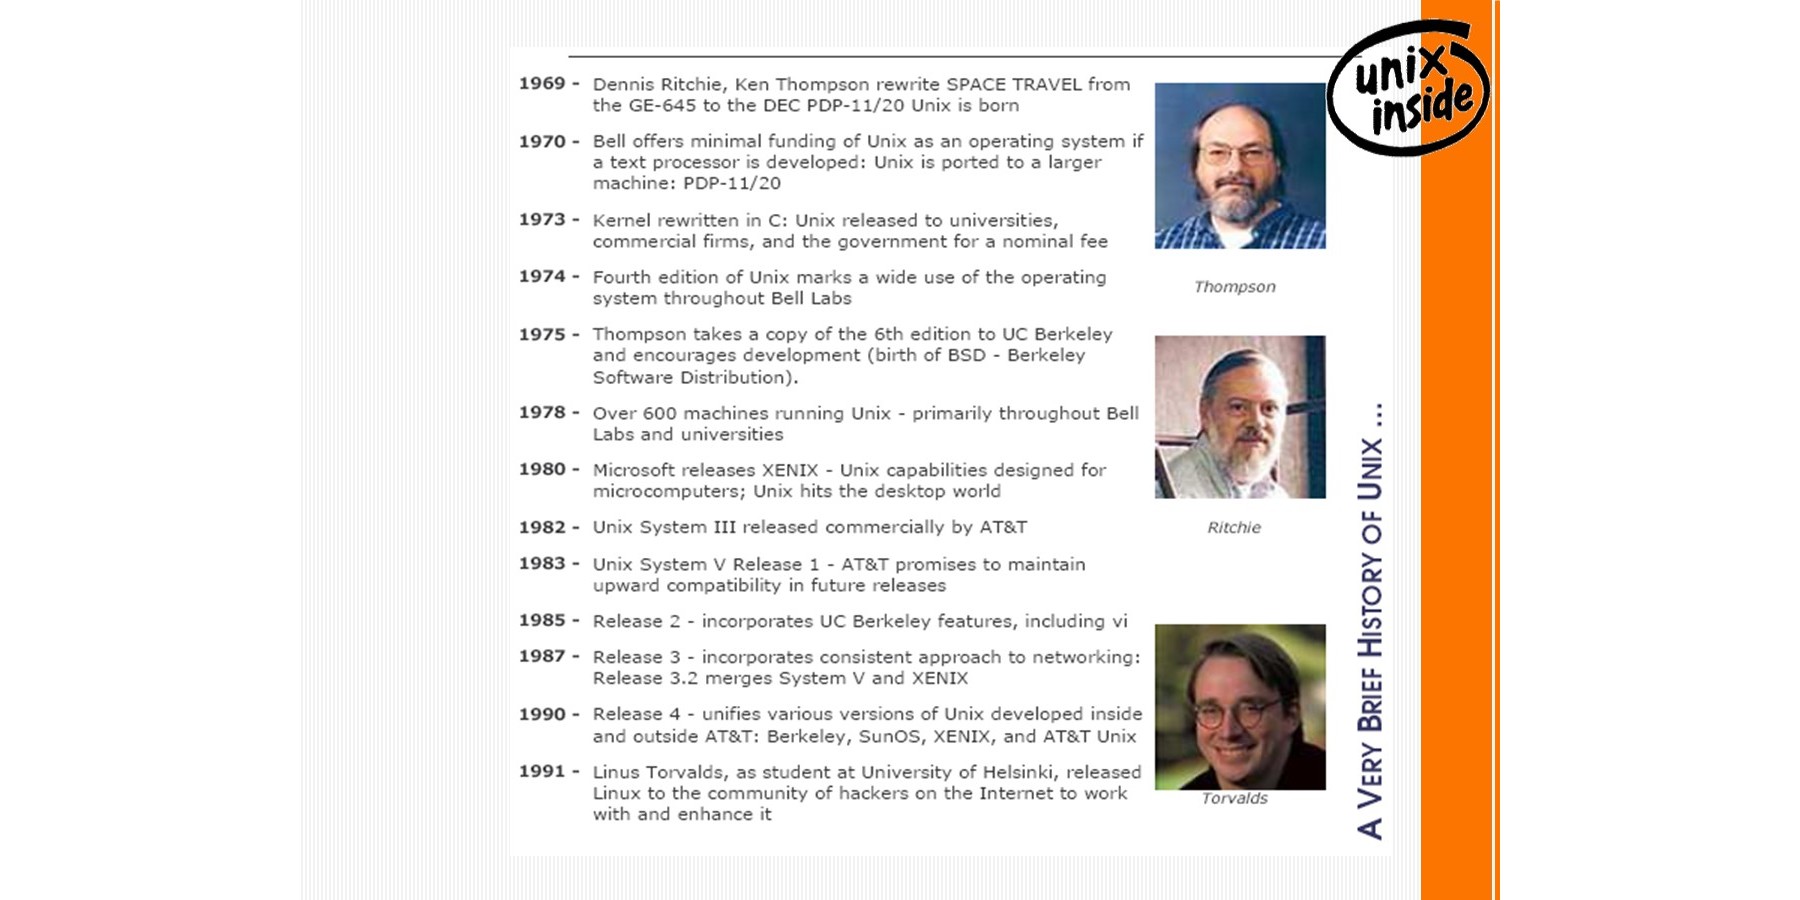 unix
inside
1969 - Dennis Ritchie, Ken Thompson rewrite SPACE TRAVEL from
the GE-645 to the DEC PDP-11/20 Unix is born
1970 - Bell offers minimal funding of Unix as an operating system if
a text processor is developed: Unix is ported to a larger
machine: PDP-11/20
1973 - Kernel rewritten in C: Unix released to universities,
commercial firms, and the government for a nominal fee
1974 - Fourth edition of Unix marks a wide use of the operating
system throughout Bell Labs
1975 - Thompson takes a copy of the 6th edition to UC Berkeley
and encourages development (birth of BSD - Berkeley
Software Distribution).
1978 - Over 600 machines running Unix - primarily throughout Bell
Labs and universities
1980 - Microsoft releases XENIX - Unix capabilities designed for
microcomputers; Unix hits the desktop world
1982 - Unix System III released commercially by AT&T
1983 - Unix System V Release 1 - AT&T promises to maintain
upward compatibility in future releases
1985 - Release 2 - incorporates UC Berkeley features, including vi
1987 - Release 3 - incorporates consistent approach to networking:
Release 3.2 merges System V and XENIX
1990 - Release 4 - unifies various versions of Unix developed inside
and outside AT&T: Berkeley, SunOS, XENIX, and AT&T Unix
1991 - Linus Torvalds, as student at University of Helsinki, released
Linux to the community of hackers on the Internet to work
with and enhance it
Thompson
Ritchie
Torvalds
A VERY BRIEF HISTORY OF UNIX ...